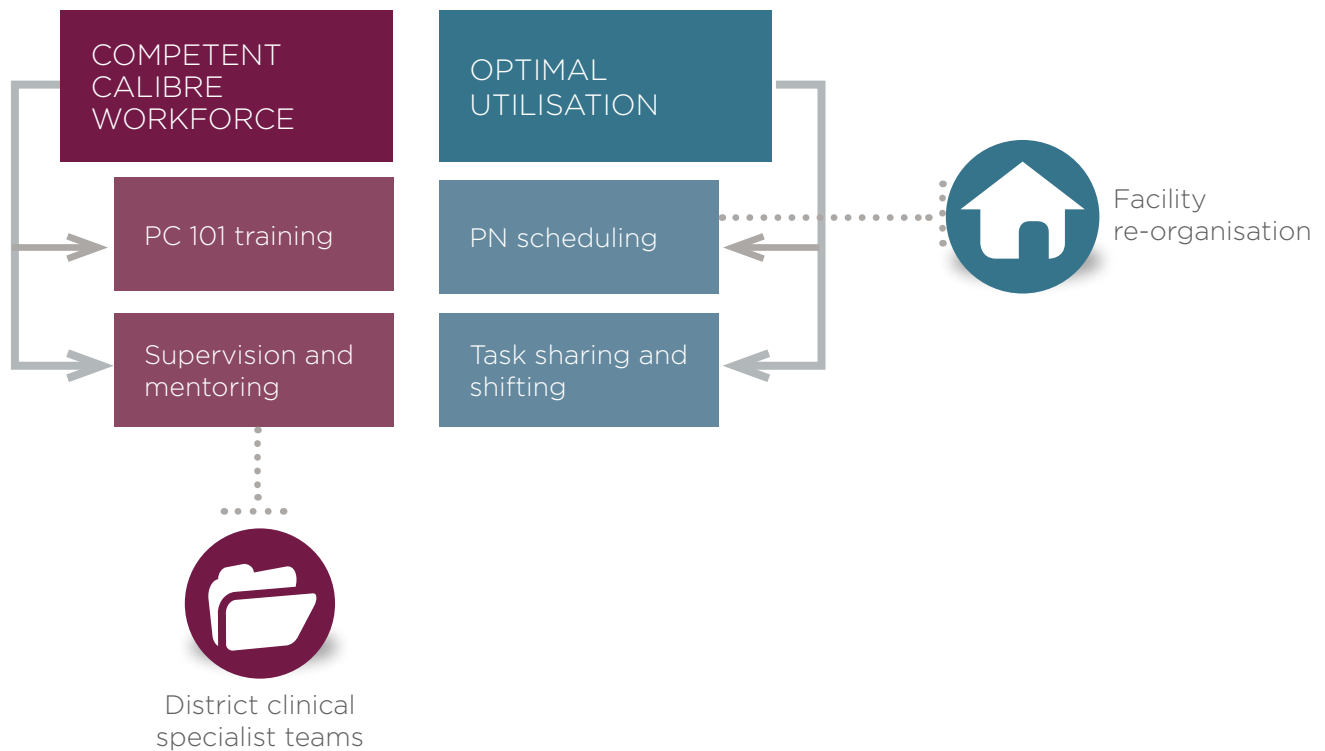 COMPETENT
CALIBRE
WORKFORCE
OPTIMAL
UTILISATION
PC 101 training
PN scheduling
Facility
re-organisation
Supervision and
mentoring
Task sharing and
shifting
District clinical
specialist teams